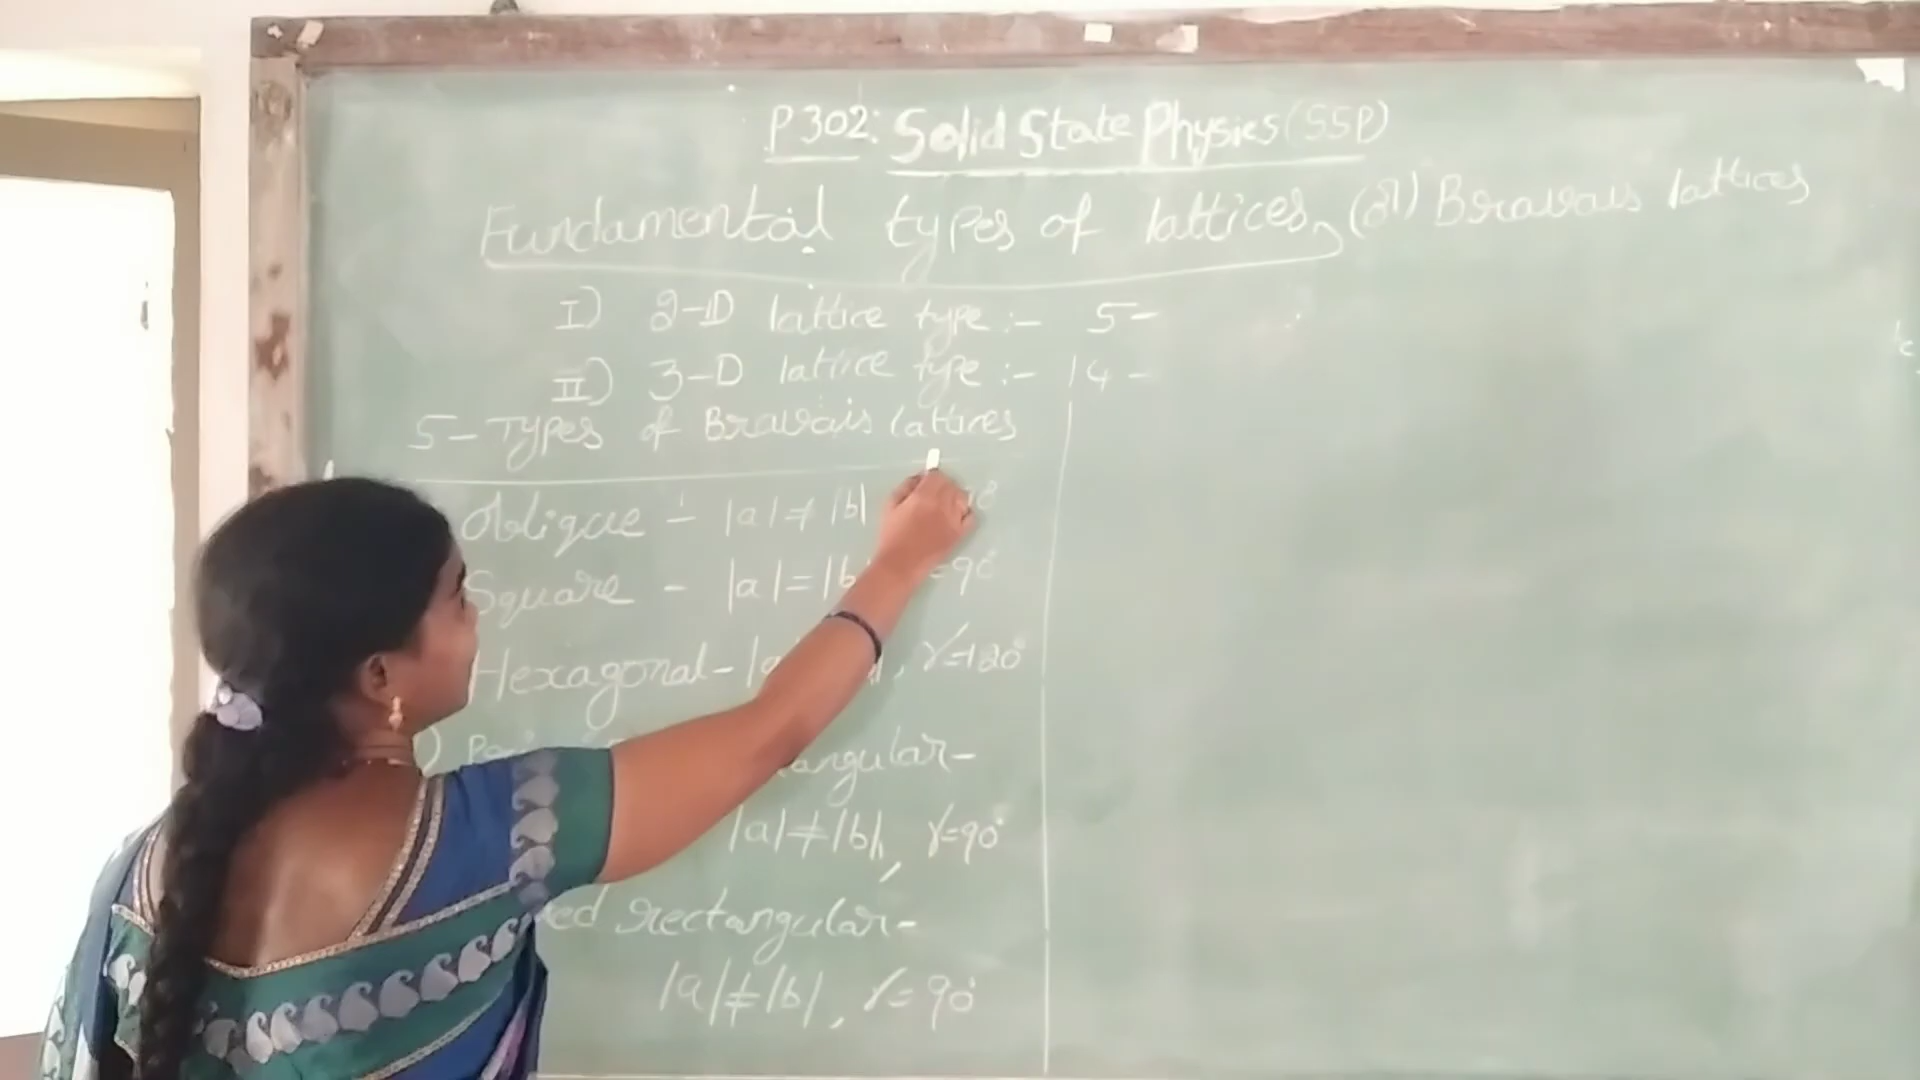 P 302: Solid State Physics (SSP)
Fundamental types of lattices, (or) Bravais lattices
I) 2-D lattice type :- 5-
II) 3-D lattice type :- 14-
5- Types of Bravais lattices
Oblique - |a| ≠ |b|
Square - |a| = |b =90°
Hexagonal - |a , γ=120°
angular-
|a| ≠ |b|, γ=90°
ed rectangular-
|a| ≠ |b|, γ= 90°